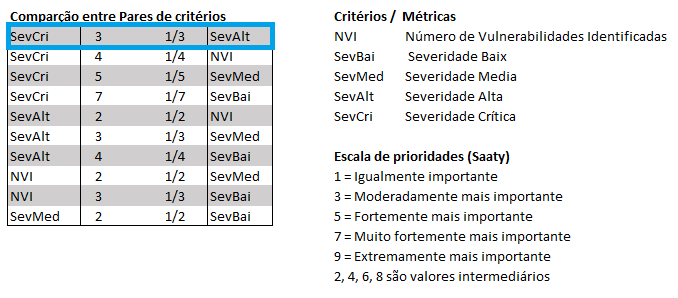 Comparção entre Pares de critérios
SevCri 3 1/3 SevAlt
SevCri 4 1/4 NVI
SevCri 5 1/5 SevMed
SevCri 7 1/7 SevBai
SevAlt 2 1/2 NVI
SevAlt 3 1/3 SevMed
SevAlt 4 1/4 SevBai
NVI 2 1/2 SevMed
NVI 3 1/3 SevBai
SevMed 2 1/2 SevBai
Critérios / Métricas
NVI Número de Vulnerabilidades Identificadas
SevBai Severidade Baix
SevMed Severidade Media
SevAlt Severidade Alta
SevCri Severidade Crítica
Escala de prioridades (Saaty)
1 = Igualmente importante
3 = Moderadamente mais importante
5 = Fortemente mais importante
7 = Muito fortemente mais importante
9 = Extremamente mais importante
2, 4, 6, 8 são valores intermediários